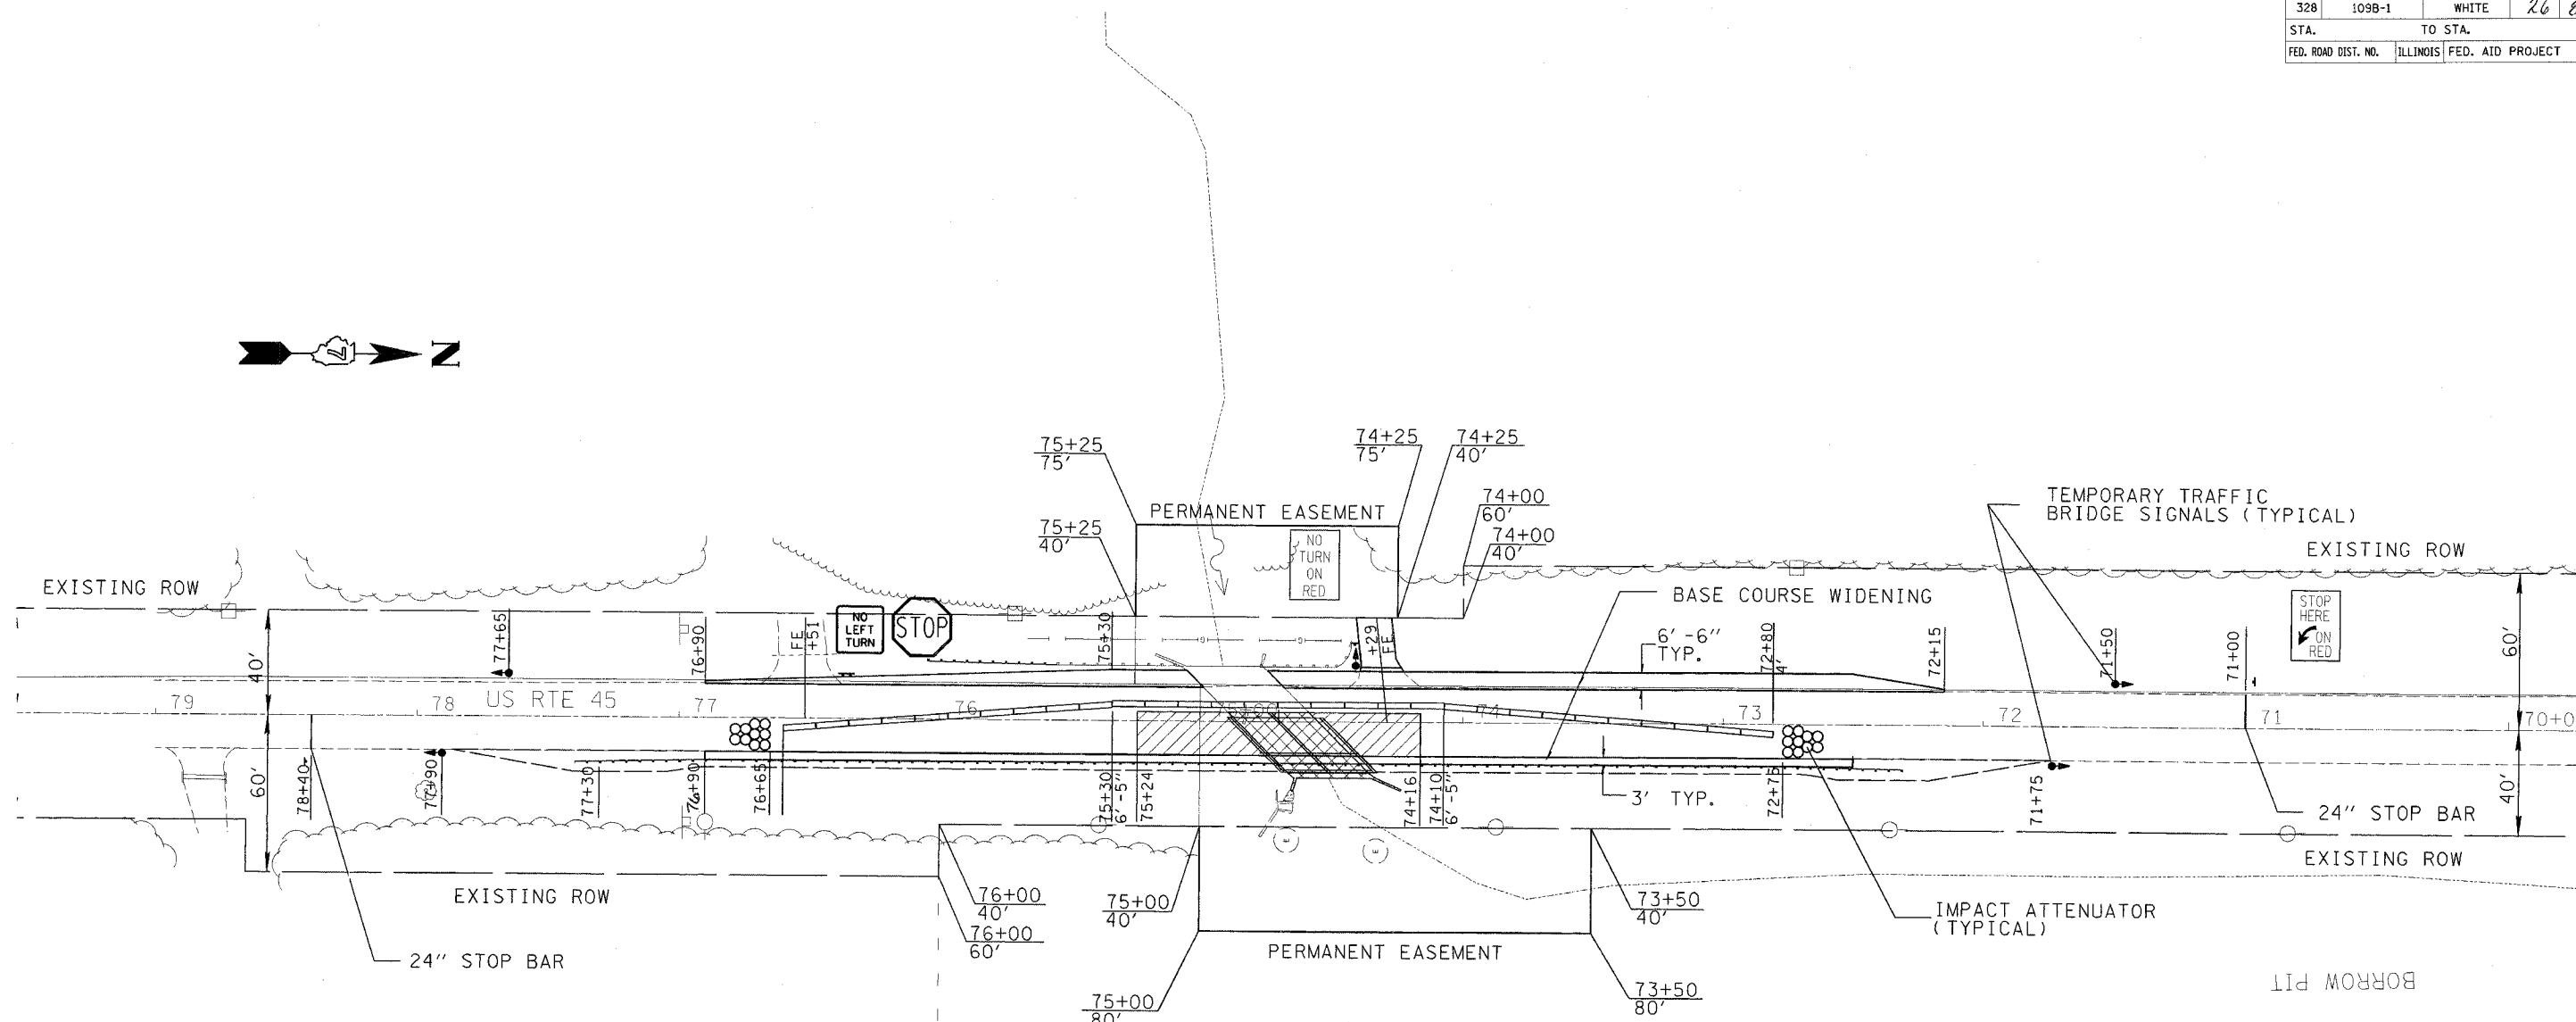 328 109B-1 WHITE 26
STA. TO STA.
FED. ROAD DIST. NO. ILLINOIS FED. AID PROJECT
N
75+25
75'
74+25
75'
74+25
40'
75+25
40'
PERMANENT EASEMENT
74+00
60'
74+00
40'
TEMPORARY TRAFFIC
BRIDGE SIGNALS (TYPICAL)
NO
TURN
ON
RED
EXISTING ROW
EXISTING ROW
BASE COURSE WIDENING
STOP
HERE
ON
RED
NO
LEFT
TURN
STOP
40'
77+65
76+90
FE
+51
75+30
+29
FE
6'-6"
TYP.
72+80
4'
72+15
71+50
71+00
60'
79
78
US RTE 45
77
76
74
73
72
71
70+0
60'
78+40
77+90
77+30
76+90
76+65
75+30
6'-5"
75+24
74+16
74+10
6'-5"
3' TYP.
72+75
71+75
40'
24" STOP BAR
E
E
EXISTING ROW
EXISTING ROW
76+00
40'
75+00
40'
73+50
40'
IMPACT ATTENUATOR
(TYPICAL)
76+00
60'
24" STOP BAR
PERMANENT EASEMENT
75+00
80'
73+50
80'
BORROW PIT